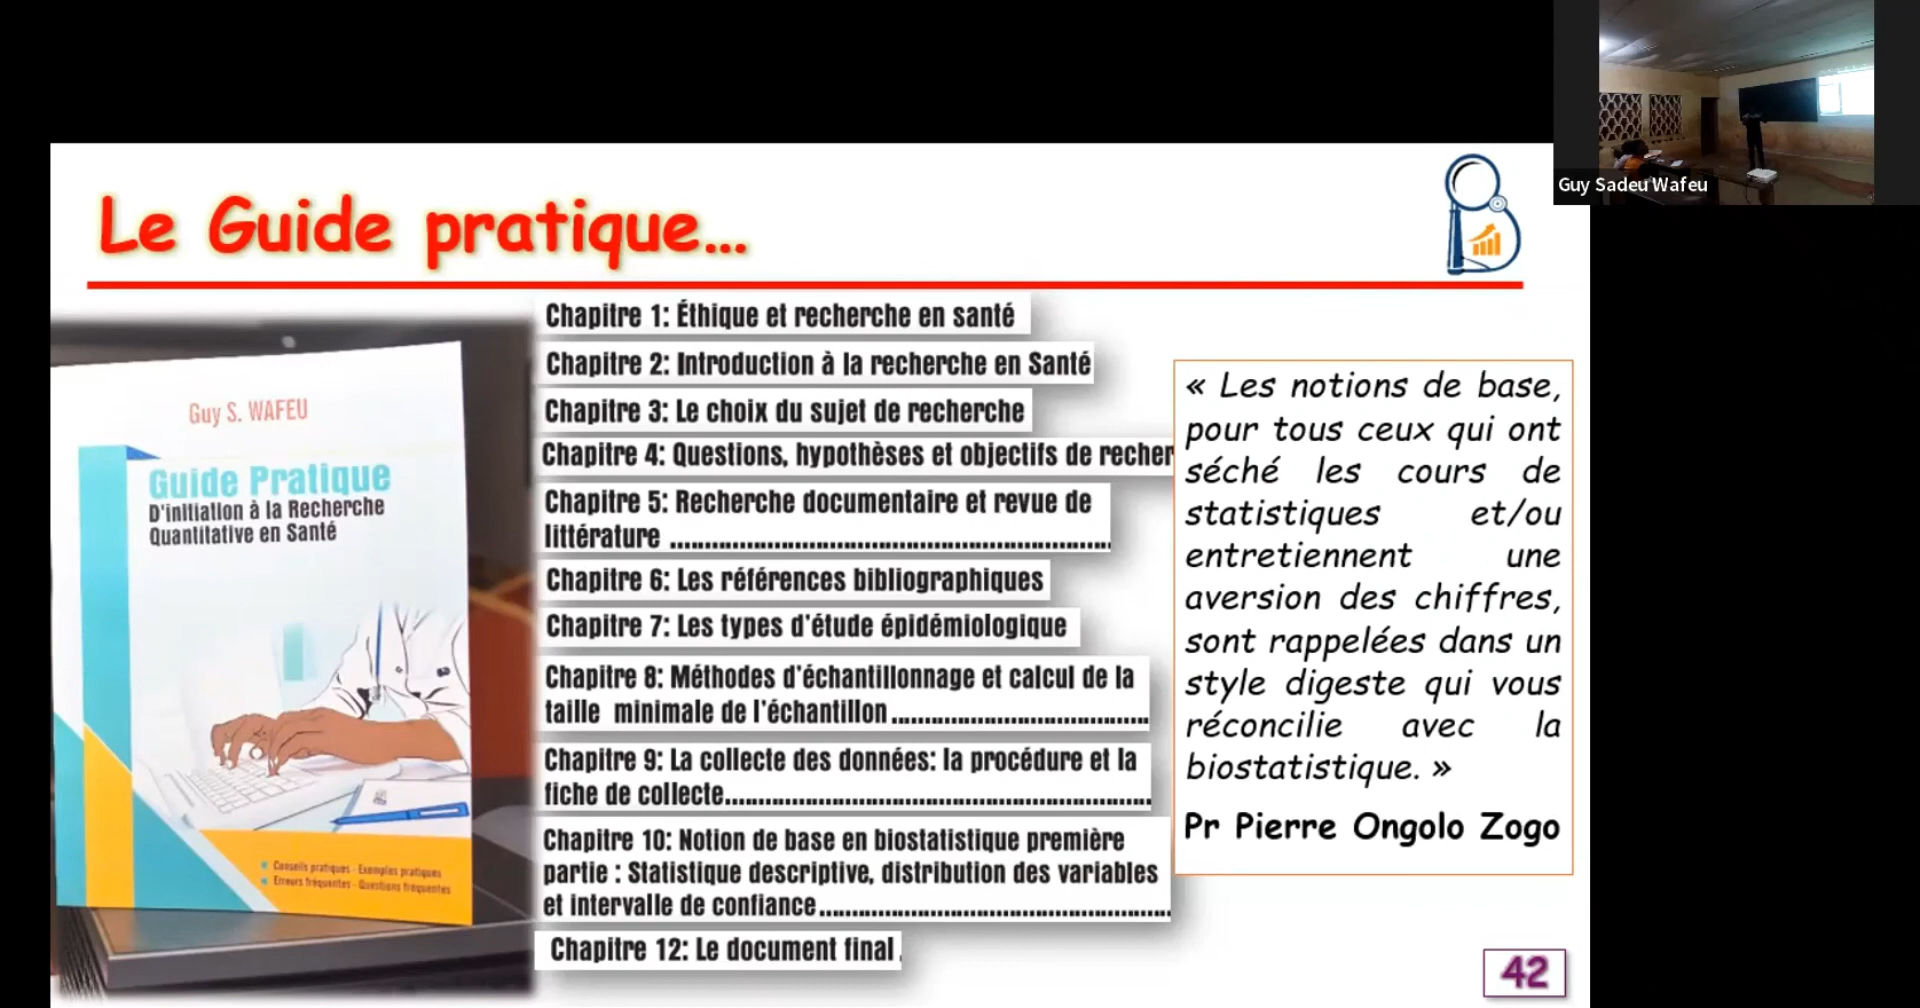 Guy Sadeu Wafeu
Le Guide pratique...
Guy S. WAFEU
Guide Pratique
D'initiation à la Recherche
Quantitative en Santé
Conseils pratiques - Exemples pratiques
Erreurs fréquentes - Questions fréquentes
Chapitre 1: Éthique et recherche en santé
Chapitre 2: Introduction à la recherche en Santé
Chapitre 3: Le choix du sujet de recherche
Chapitre 4: Questions, hypothèses et objectifs de recher
Chapitre 5: Recherche documentaire et revue de
littérature ................................................................
Chapitre 6: Les références bibliographiques
Chapitre 7: Les types d'étude épidémiologique
Chapitre 8: Méthodes d'échantillonnage et calcul de la
taille minimale de l'échantillon.....................................
Chapitre 9: La collecte des données: la procédure et la
fiche de collecte..............................................................
Chapitre 10: Notion de base en biostatistique première
partie : Statistique descriptive, distribution des variables
et intervalle de confiance...................................................
Chapitre 12: Le document final .
« Les notions de base,
pour tous ceux qui ont
séché les cours de
statistiques et/ou
entretiennent une
aversion des chiffres,
sont rappelées dans un
style digeste qui vous
réconcilie avec la
biostatistique. »
Pr Pierre Ongolo Zogo
42